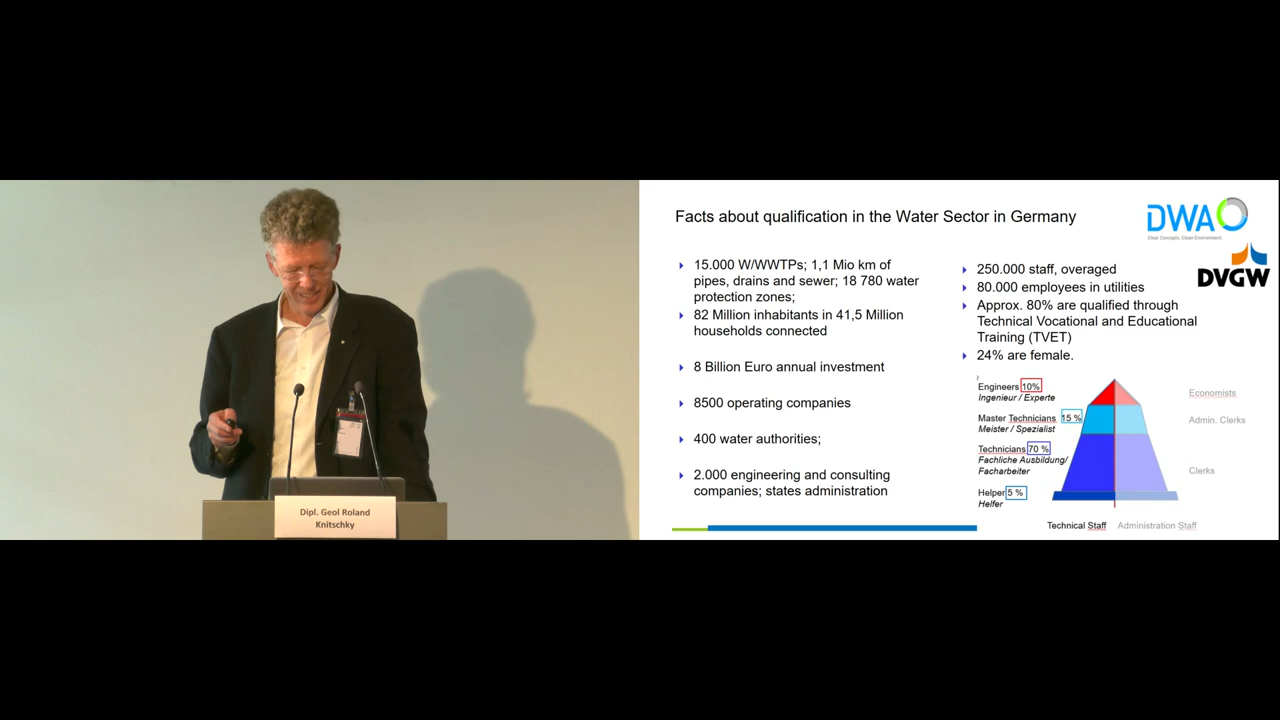 Dipl. Geol Roland
Knitschky
Facts about qualification in the Water Sector in Germany
DWA
Clear Concepts. Clean Environment.
DVGW
15.000 W/WWTPs; 1,1 Mio km of
pipes, drains and sewer; 18 780 water
protection zones;
82 Million inhabitants in 41,5 Million
households connected
8 Billion Euro annual investment
8500 operating companies
400 water authorities;
2.000 engineering and consulting
companies; states administration
250.000 staff, overaged
80.000 employees in utilities
Approx. 80% are qualified through
Technical Vocational and Educational
Training (TVET)
24% are female.
Engineers 10%
Ingenieur / Experte
Master Technicians 15 %
Meister / Spezialist
Technicians 70 %
Fachliche Ausbildung/
Facharbeiter
Helper 5 %
Helfer
Economists
Admin. Clerks
Clerks
Technical Staff Administration Staff